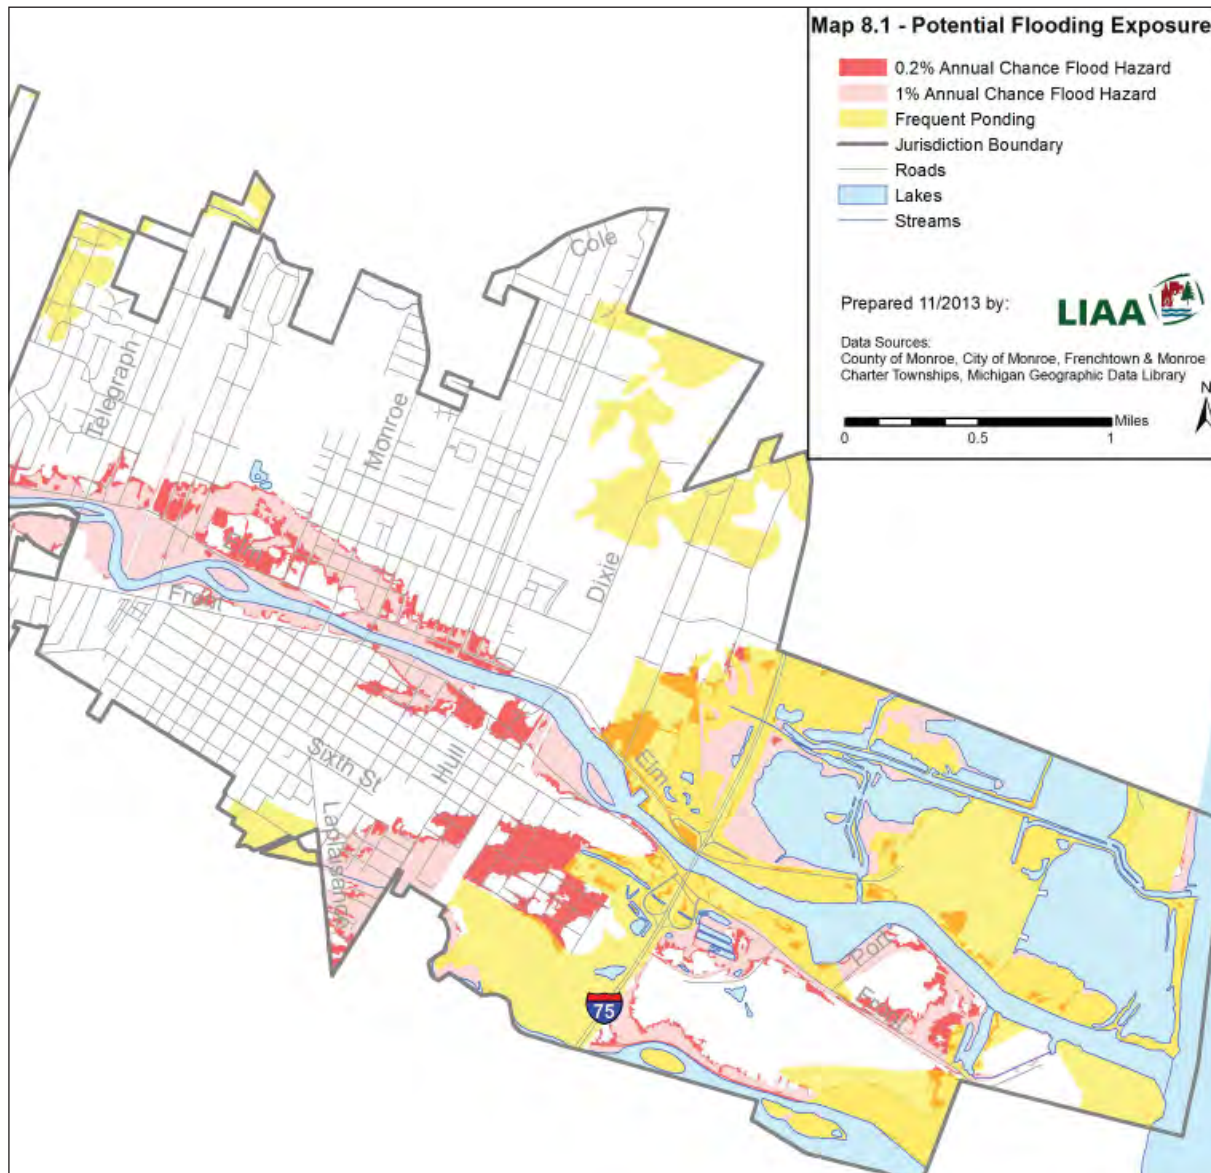 Map 8.1 - Potential Flooding Exposure
0.2% Annual Chance Flood Hazard
1% Annual Chance Flood Hazard
Frequent Ponding
Jurisdiction Boundary
Roads
Lakes
Streams
Prepared 11/2013 by:
LIAA
Data Sources:
County of Monroe, City of Monroe, Frenchtown & Monroe
Charter Townships, Michigan Geographic Data Library
N
Miles
0
0.5
1
Cole
Telegraph
Monroe
Elm
Dixie
Front
Elm
Sixth St
Hull
Laplaisance
Port
Front
75